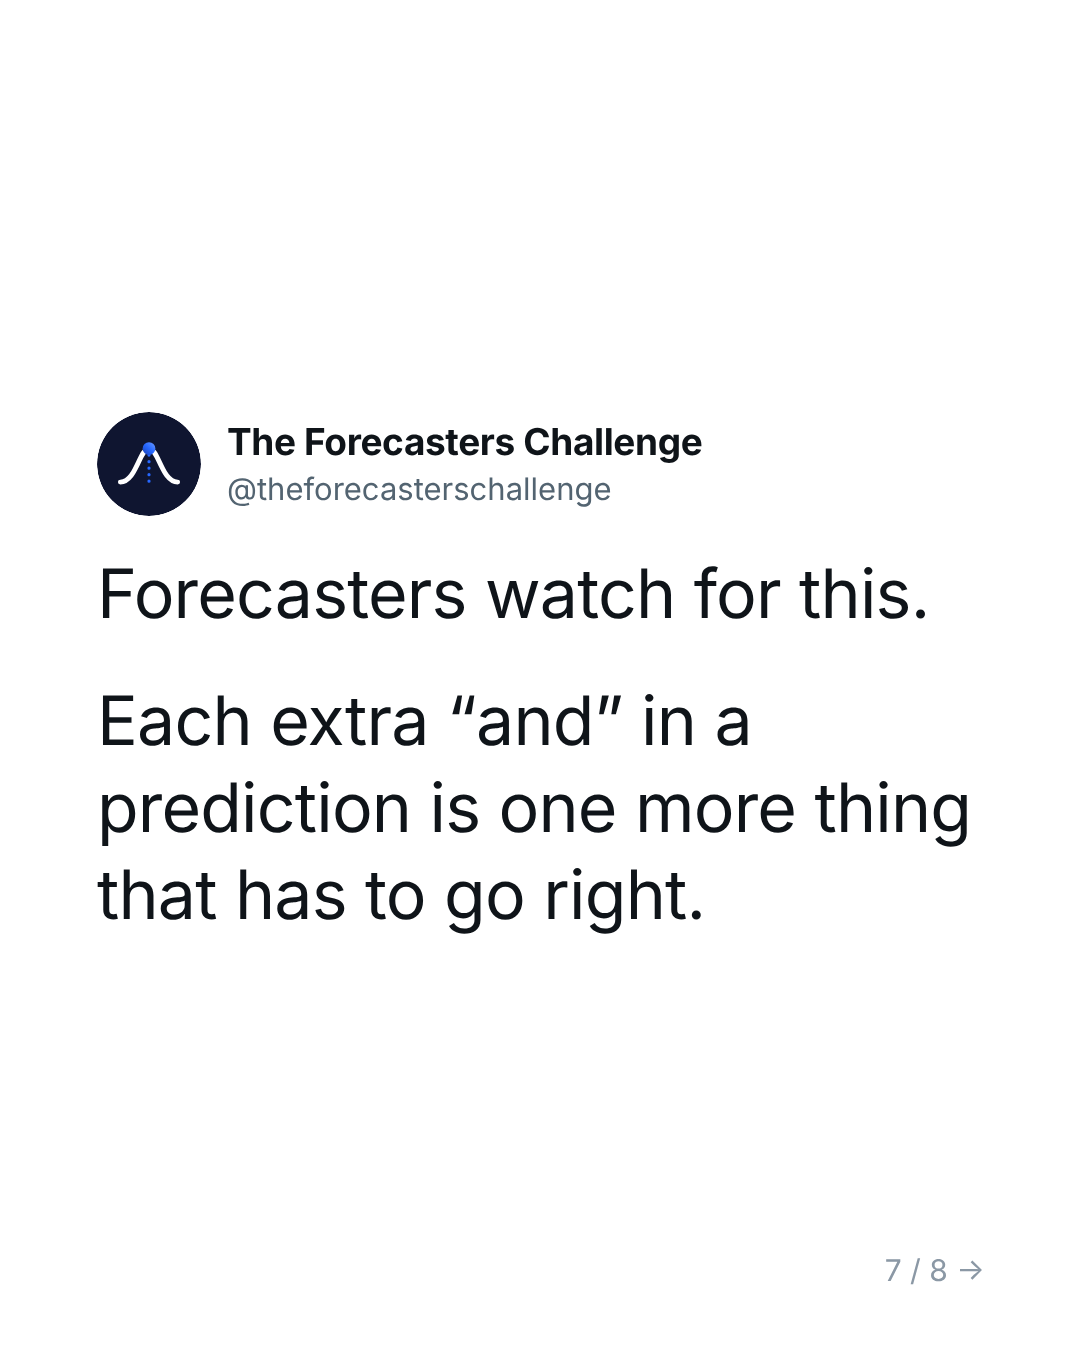 The Forecasters Challenge
@theforecasterschallenge
Forecasters watch for this.
Each extra “and” in a
prediction is one more thing
that has to go right.
7 / 8 →